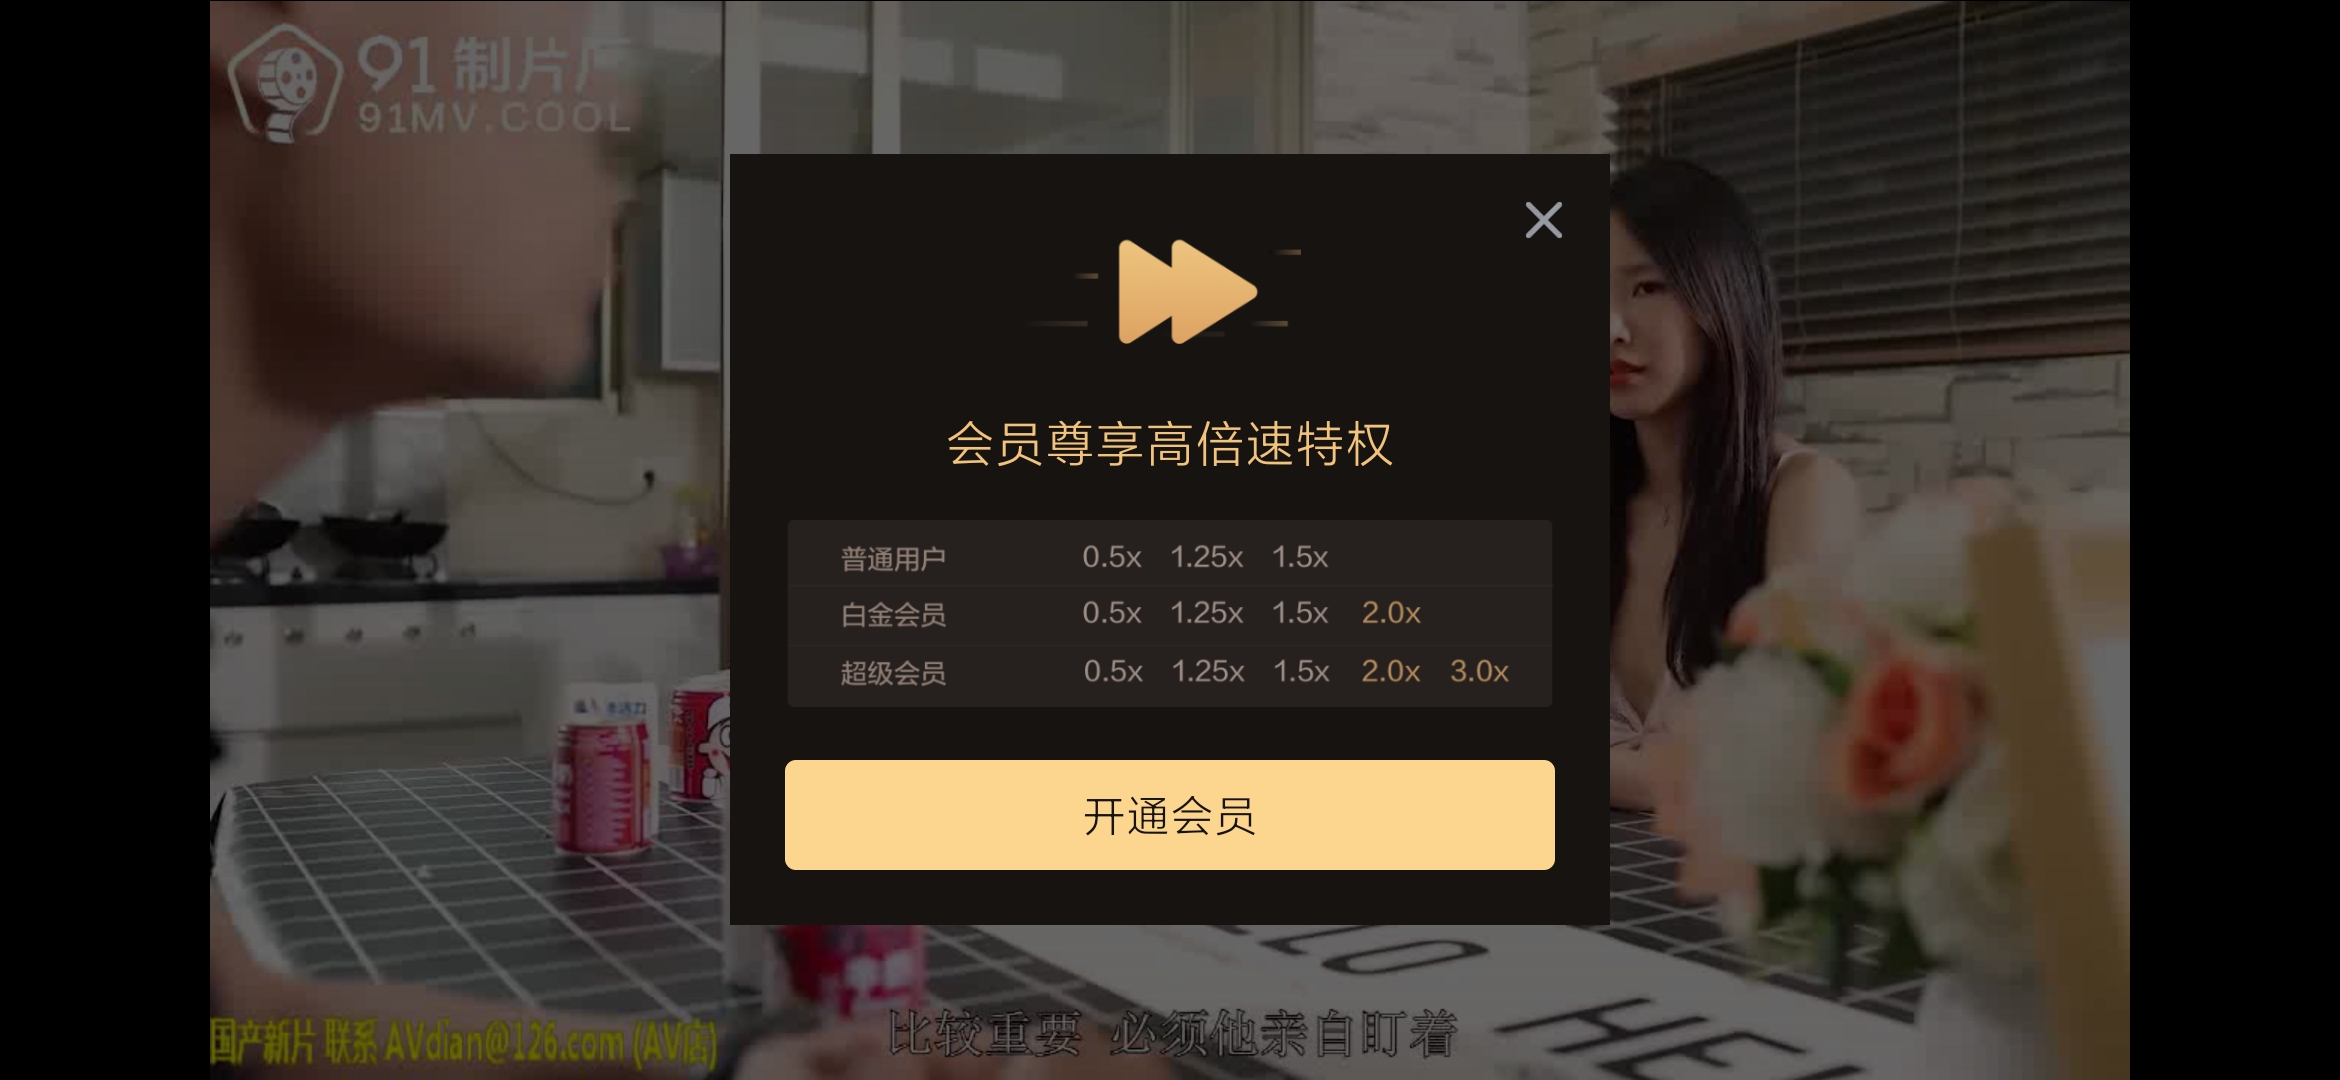 91制片厂
91MV.COOL
会员尊享高倍速特权
普通用户 0.5x 1.25x 1.5x
白金会员 0.5x 1.25x 1.5x 2.0x
超级会员 0.5x 1.25x 1.5x 2.0x 3.0x
开通会员
LO
HEL
比较重要 必须他亲自盯着
国产新片 联系 AVdian@126.com (AV店)